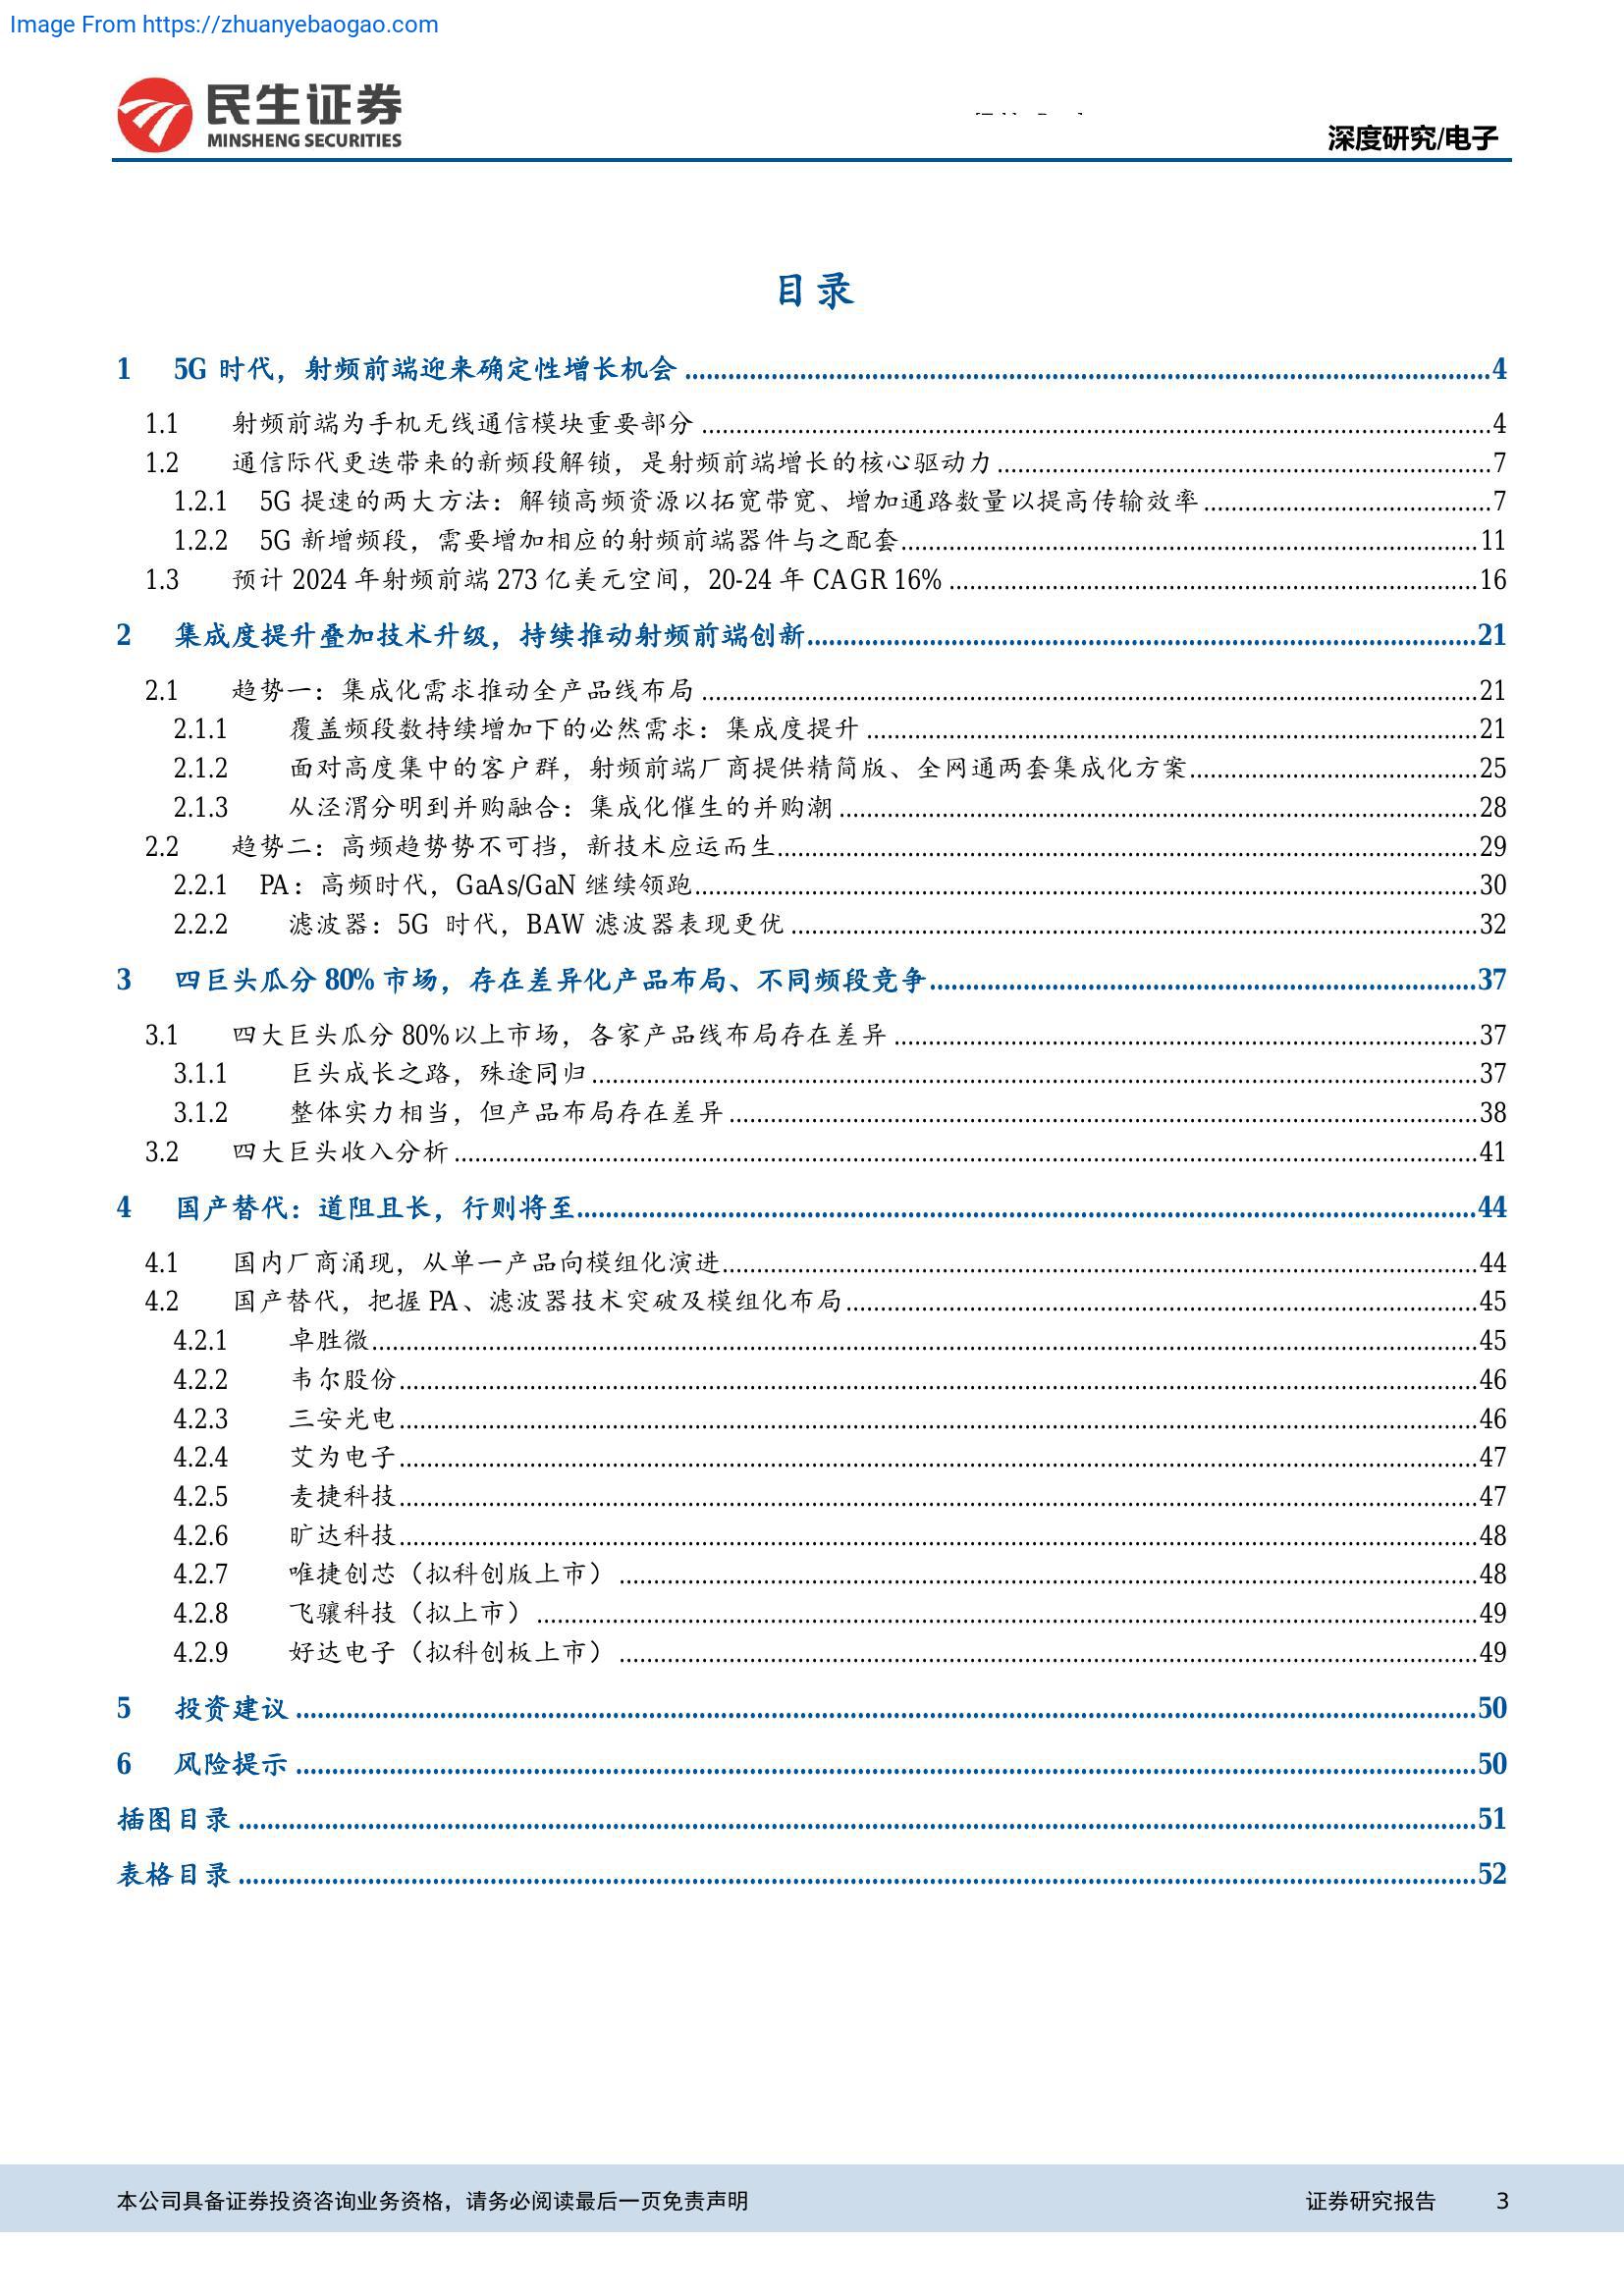 Image From https://zhuanyebaogao.com
民生证券
MINSHENG SECURITIES
深度研究/电子
目录
1 5G 时代，射频前端迎来确定性增长机会 4
1.1 射频前端为手机无线通信模块重要部分 4
1.2 通信际代更迭带来的新频段解锁，是射频前端增长的核心驱动力 7
1.2.1 5G 提速的两大方法：解锁高频资源以拓宽带宽、增加通路数量以提高传输效率 7
1.2.2 5G 新增频段，需要增加相应的射频前端器件与之配套 11
1.3 预计 2024 年射频前端 273 亿美元空间，20-24 年 CAGR 16% 16
2 集成度提升叠加技术升级，持续推动射频前端创新 21
2.1 趋势一：集成化需求推动全产品线布局 21
2.1.1 覆盖频段数持续增加下的必然需求：集成度提升 21
2.1.2 面对高度集中的客户群，射频前端厂商提供精简版、全网通两套集成化方案 25
2.1.3 从泾渭分明到并购融合：集成化催生的并购潮 28
2.2 趋势二：高频趋势势不可挡，新技术应运而生 29
2.2.1 PA：高频时代，GaAs/GaN 继续领跑 30
2.2.2 滤波器：5G 时代，BAW 滤波器表现更优 32
3 四巨头瓜分 80% 市场，存在差异化产品布局、不同频段竞争 37
3.1 四大巨头瓜分 80%以上市场，各家产品线布局存在差异 37
3.1.1 巨头成长之路，殊途同归 37
3.1.2 整体实力相当，但产品布局存在差异 38
3.2 四大巨头收入分析 41
4 国产替代：道阻且长，行则将至 44
4.1 国内厂商涌现，从单一产品向模组化演进 44
4.2 国产替代，把握 PA、滤波器技术突破及模组化布局 45
4.2.1 卓胜微 45
4.2.2 韦尔股份 46
4.2.3 三安光电 46
4.2.4 艾为电子 47
4.2.5 麦捷科技 47
4.2.6 旷达科技 48
4.2.7 唯捷创芯（拟科创版上市） 48
4.2.8 飞骧科技（拟上市） 49
4.2.9 好达电子（拟科创板上市） 49
5 投资建议 50
6 风险提示 50
插图目录 51
表格目录 52
本公司具备证券投资咨询业务资格，请务必阅读最后一页免责声明 证券研究报告 3